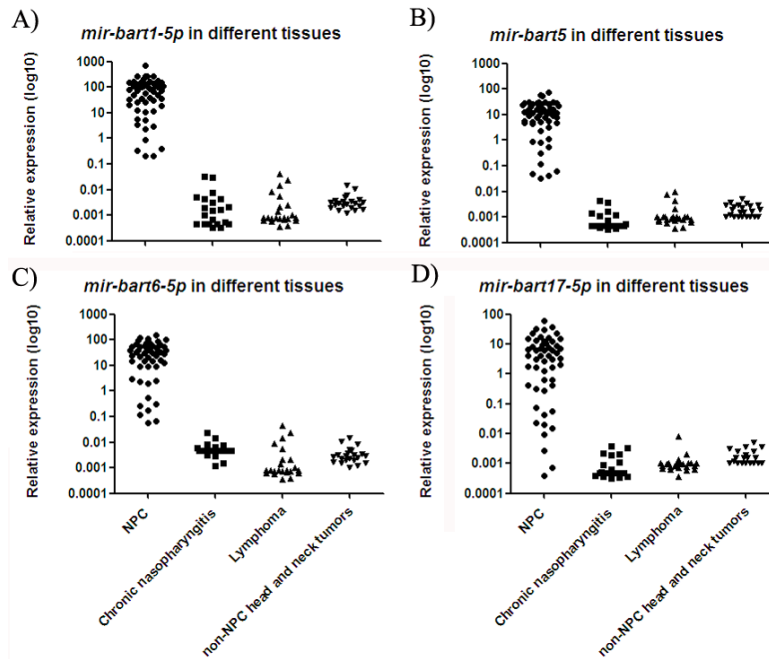 A)
mir-bart1-5p in different tissues
Relative expression (log10)
1000
100
10
1
0.1
0.01
0.001
0.0001
B)
mir-bart5 in different tissues
Relative expression (log10)
1000
100
10
1
0.1
0.01
0.001
0.0001
C)
mir-bart6-5p in different tissues
Relative expression (log10)
1000
100
10
1
0.1
0.01
0.001
0.0001
NPC
Chronic nasopharyngitis
Lymphoma
non-NPC head and neck tumors
D)
mir-bart17-5p in different tissues
Relative expression (log10)
100
10
1
0.1
0.01
0.001
0.0001
NPC
Chronic nasopharyngitis
Lymphoma
non-NPC head and neck tumors